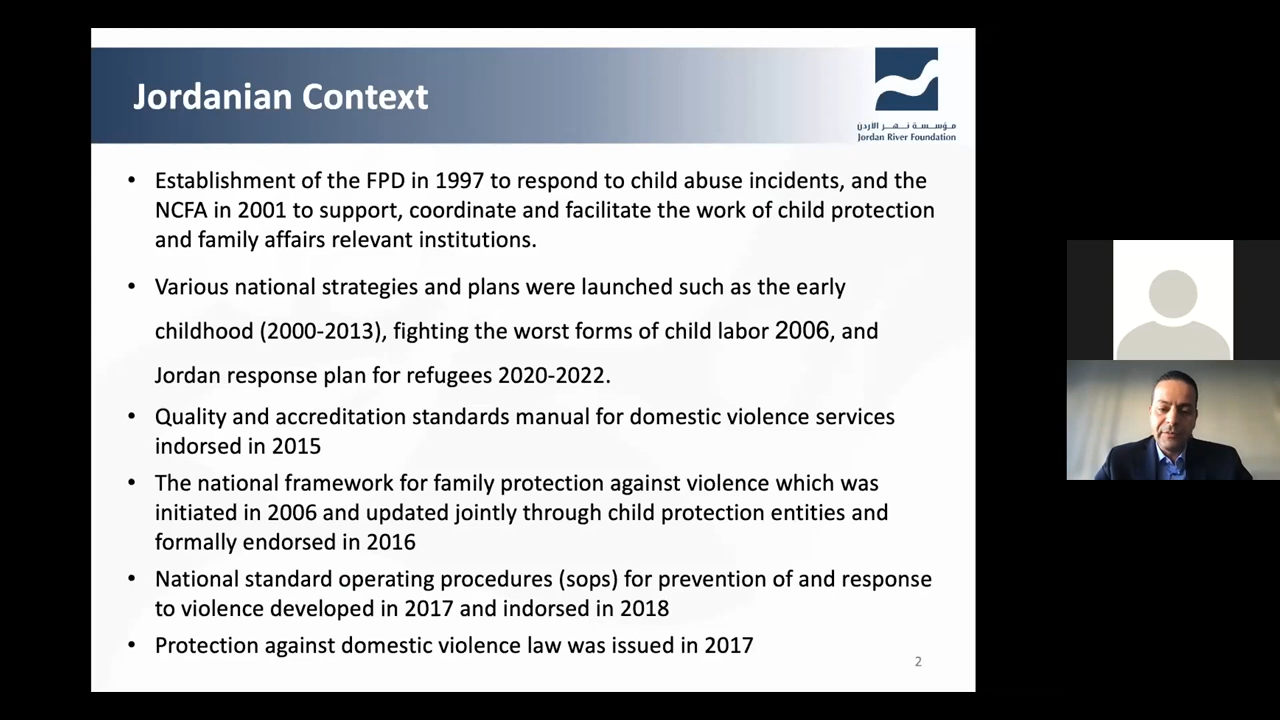 Jordanian Context
مؤسسة نهر الاردن
Jordan River Foundation
• Establishment of the FPD in 1997 to respond to child abuse incidents, and the
NCFA in 2001 to support, coordinate and facilitate the work of child protection
and family affairs relevant institutions.
• Various national strategies and plans were launched such as the early
childhood (2000-2013), fighting the worst forms of child labor 2006, and
Jordan response plan for refugees 2020-2022.
• Quality and accreditation standards manual for domestic violence services
indorsed in 2015
• The national framework for family protection against violence which was
initiated in 2006 and updated jointly through child protection entities and
formally endorsed in 2016
• National standard operating procedures (sops) for prevention of and response
to violence developed in 2017 and indorsed in 2018
• Protection against domestic violence law was issued in 2017
2